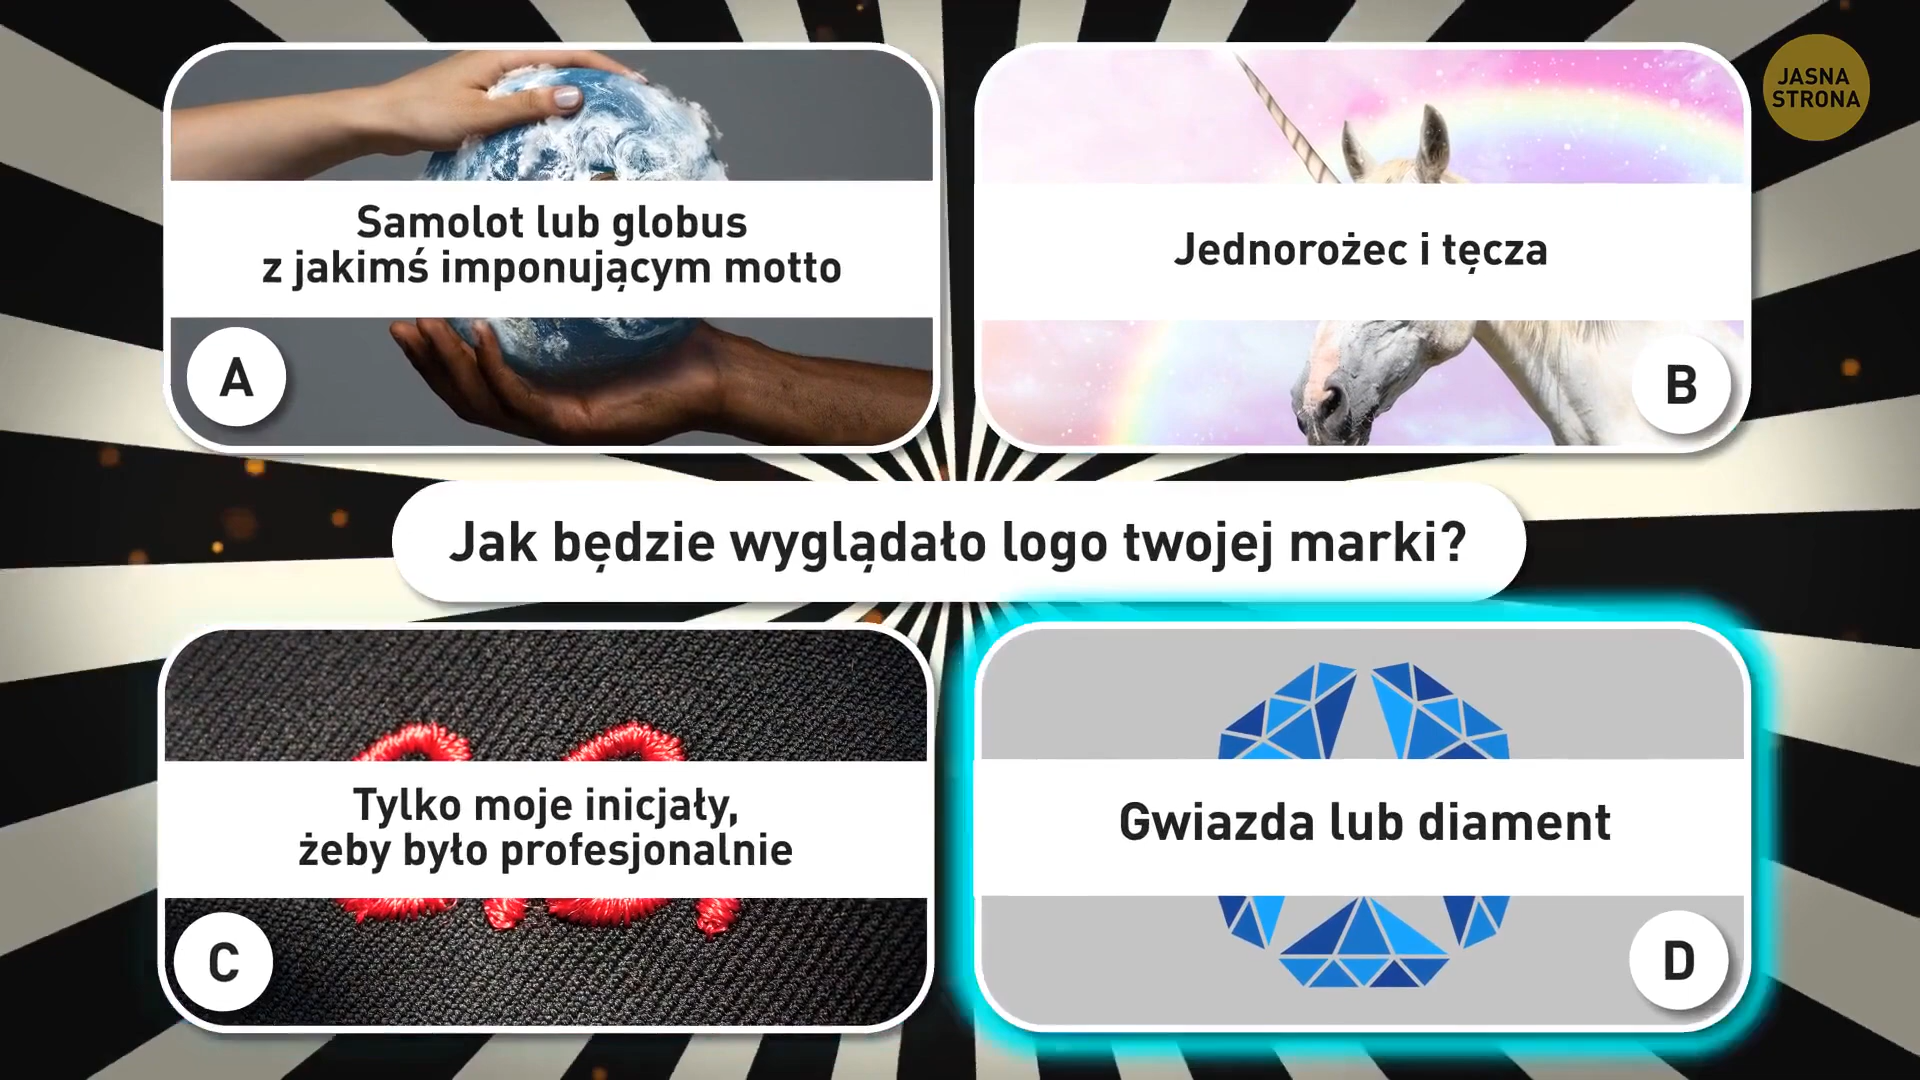 JASNA
STRONA
Samolot lub globus
z jakimś imponującym motto
A
Jednorożec i tęcza
B
Jak będzie wyglądało logo twojej marki?
Tylko moje inicjały,
żeby było profesjonalnie
C
Gwiazda lub diament
D